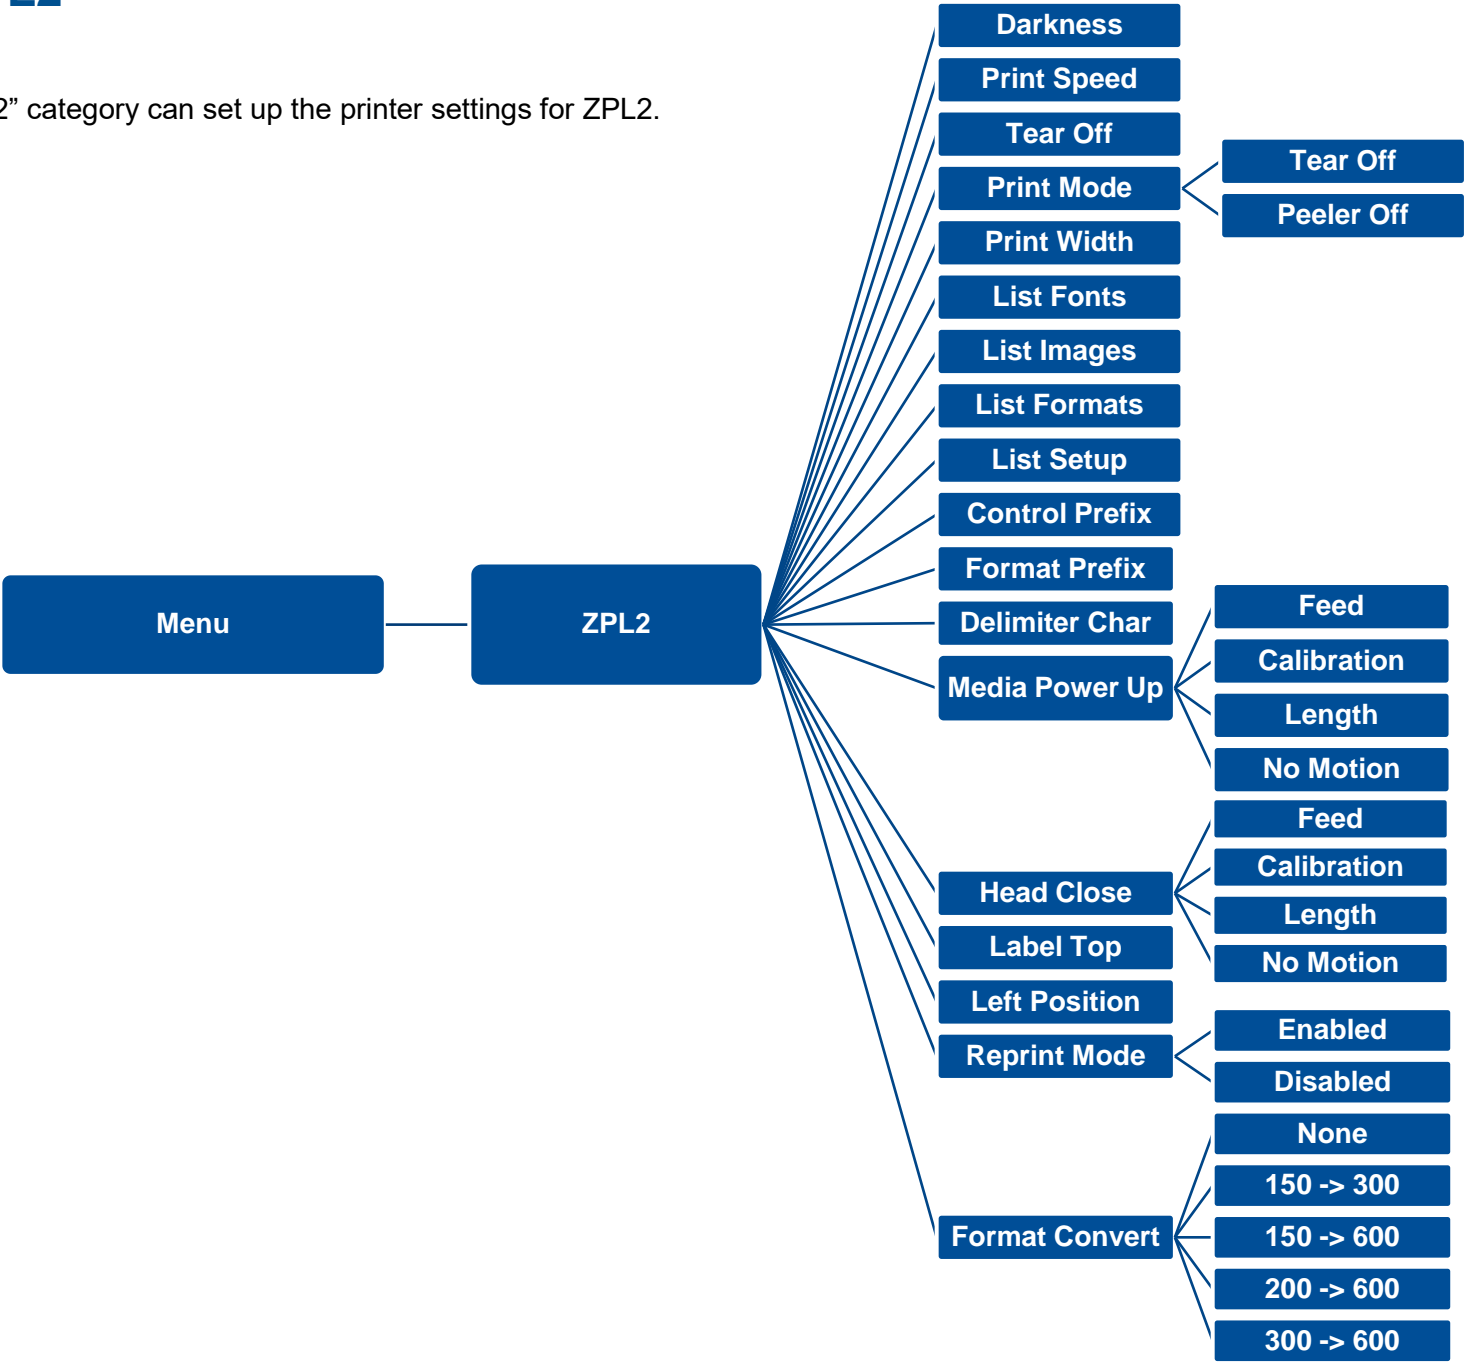 2” category can set up the printer settings for ZPL2.
Menu
ZPL2
Darkness
Print Speed
Tear Off
Print Mode
Tear Off
Peeler Off
Print Width
List Fonts
List Images
List Formats
List Setup
Control Prefix
Format Prefix
Delimiter Char
Media Power Up
Feed
Calibration
Length
No Motion
Head Close
Feed
Calibration
Length
No Motion
Label Top
Left Position
Reprint Mode
Enabled
Disabled
Format Convert
None
150 -> 300
150 -> 600
200 -> 600
300 -> 600